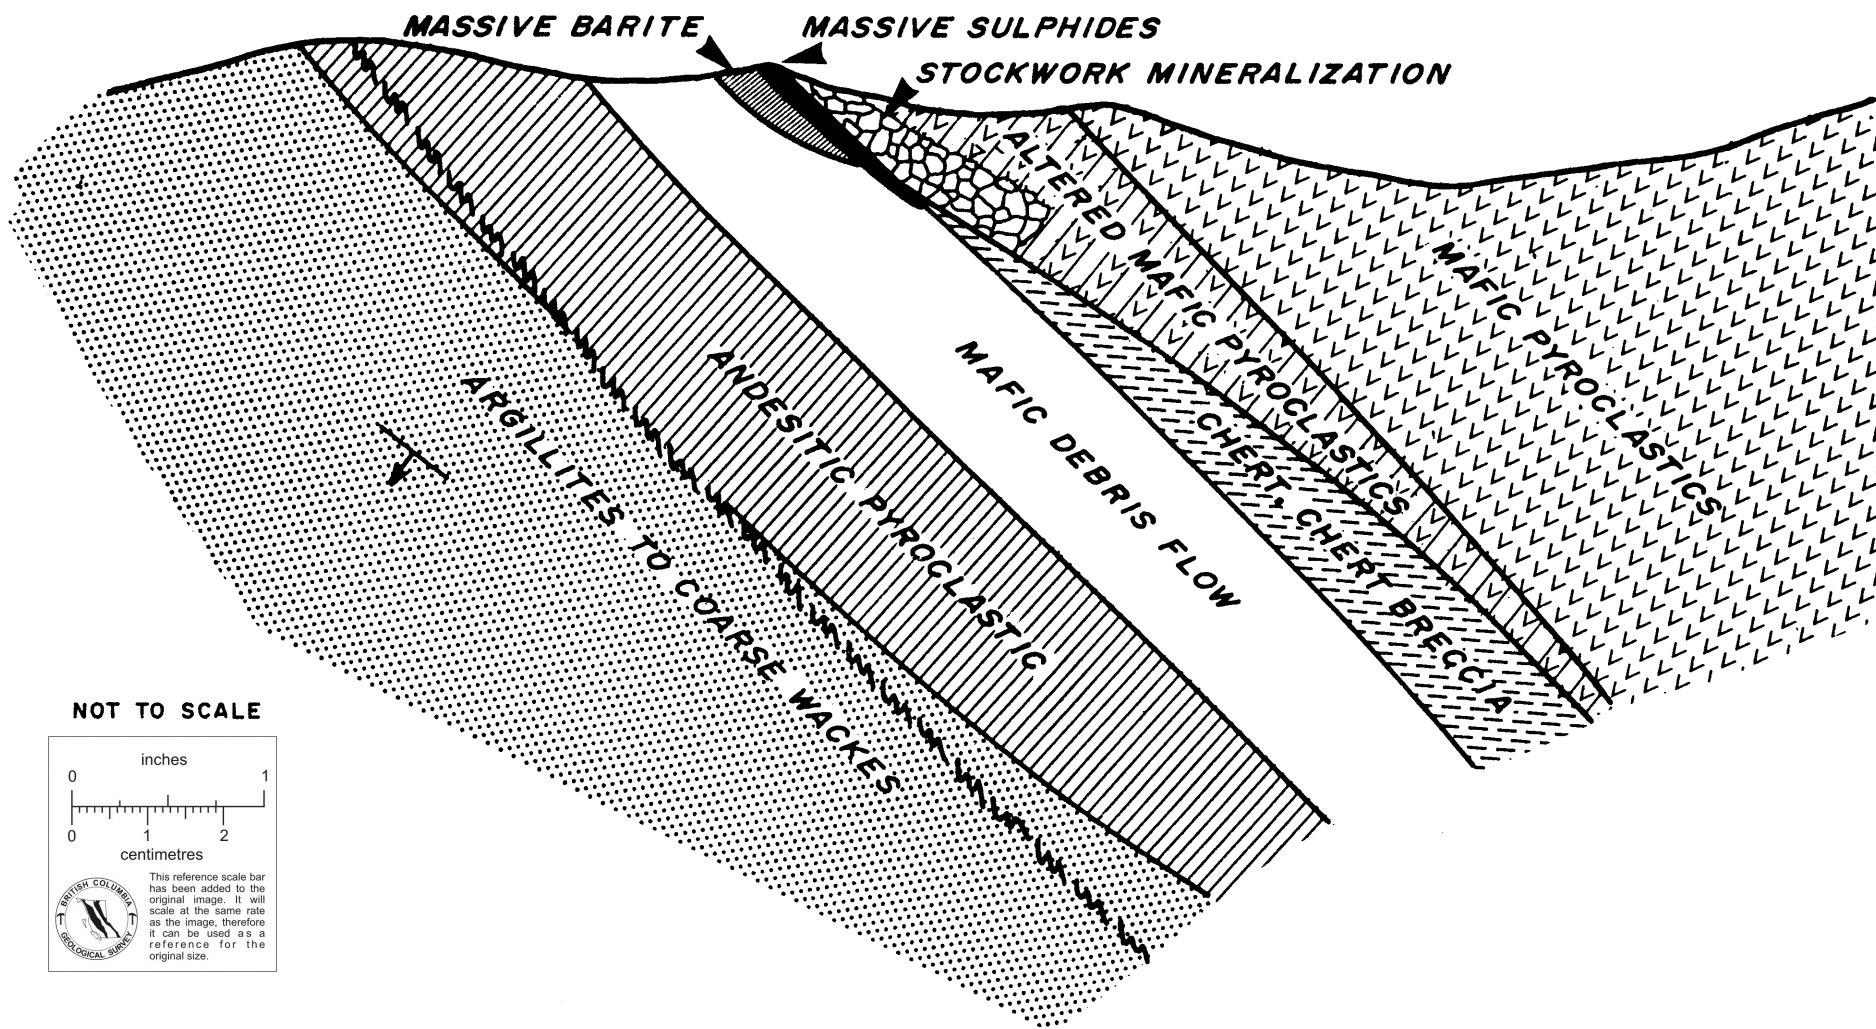 MASSIVE BARITE
MASSIVE SULPHIDES
STOCKWORK MINERALIZATION
ALTERED MAFIC PYROCLASTICS
MAFIC PYROCLASTICS
ANDESITIC PYROCLASTIC
MAFIC DEBRIS FLOW
CHERT, CHERT BRECCIA
ARGILLITES TO COARSE WACKES
NOT TO SCALE
inches
0 1
0 1 2
centimetres
BRITISH COLUMBIA
GEOLOGICAL SURVEY
This reference scale bar
has been added to the
original image. It will
scale at the same rate
as the image, therefore
it can be used as a
reference for the
original size.